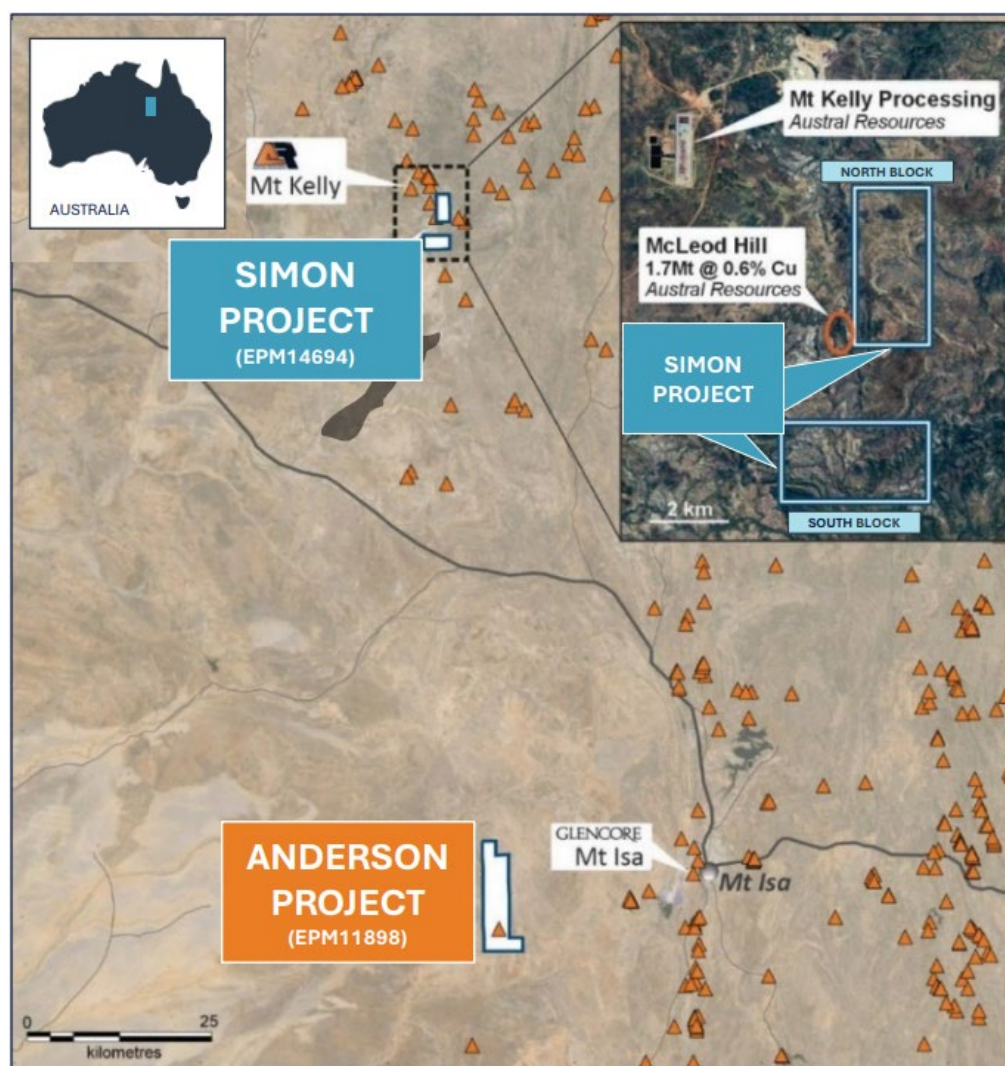 AUSTRALIA
Mt Kelly
SIMON
PROJECT
(EPM14694)
Mt Kelly Processing
Austral Resources
NORTH BLOCK
McLeod Hill
1.7Mt @ 0.6% Cu
Austral Resources
SIMON
PROJECT
2 km
SOUTH BLOCK
ANDERSON
PROJECT
(EPM11898)
GLENCORE
Mt Isa
Mt Isa
0 25
kilometres